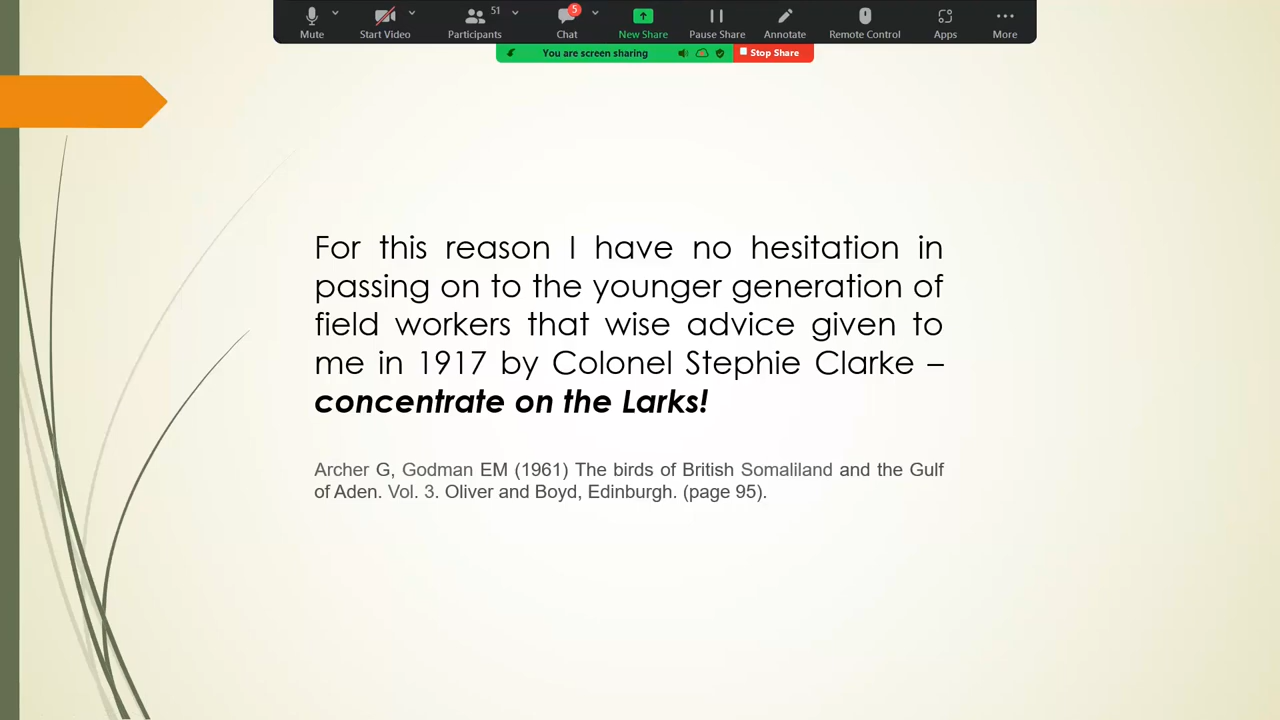 51
5
Mute
Start Video
Participants
Chat
New Share
Pause Share
Annotate
Remote Control
Apps
More
You are screen sharing
Stop Share
For this reason I have no hesitation in
passing on to the younger generation of
field workers that wise advice given to
me in 1917 by Colonel Stephie Clarke –
concentrate on the Larks!
Archer G, Godman EM (1961) The birds of British Somaliland and the Gulf
of Aden. Vol. 3. Oliver and Boyd, Edinburgh. (page 95).